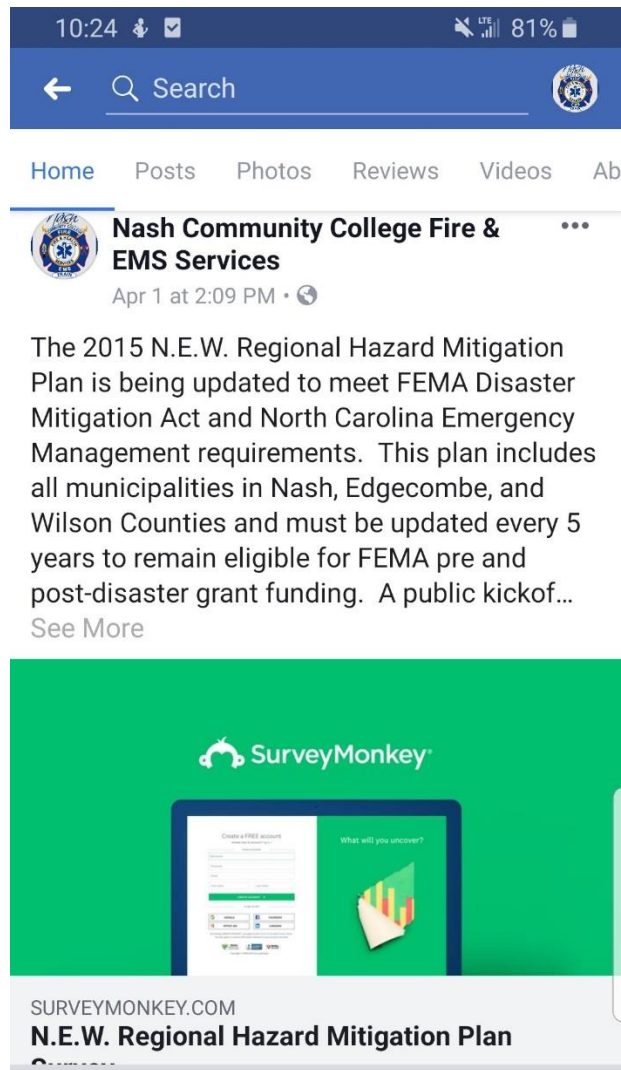 10:24
LTE 81%
Search
Home Posts Photos Reviews Videos Ab
Nash Community College Fire &
EMS Services
Apr 1 at 2:09 PM
The 2015 N.E.W. Regional Hazard Mitigation
Plan is being updated to meet FEMA Disaster
Mitigation Act and North Carolina Emergency
Management requirements.  This plan includes
all municipalities in Nash, Edgecombe, and
Wilson Counties and must be updated every 5
years to remain eligible for FEMA pre and
post-disaster grant funding.  A public kickof...
See More
SurveyMonkey
Create a FREE account
What will you uncover?
SURVEYMONKEY.COM
N.E.W. Regional Hazard Mitigation Plan